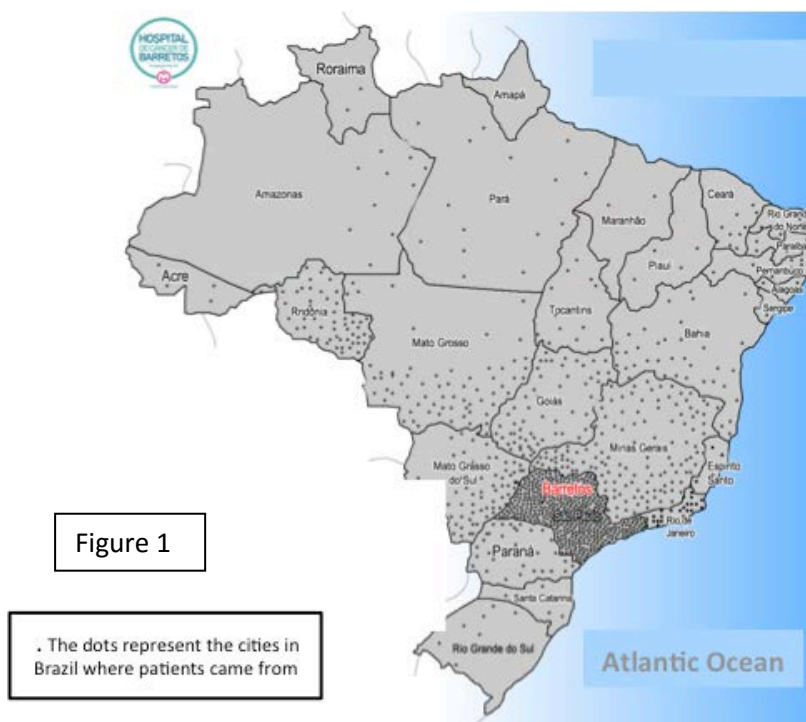 HOSPITAL
DE CÂNCER DE
BARRETOS
Roraima
Amapá
Amazonas
Pará
Maranhão
Ceará
Rio Grande
do Norte
Paraíba
Piauí
Pernambuco
Alagoas
Sergipe
Acre
Rndônia
Tocantins
Bahia
Mato Grosso
Goiás
Minas Gerais
Mato Grasso
do Sul
Espirito
Santo
Barretos
Rio de
Janeiro
Figure 1
Paraná
Santa Catarina
. The dots represent the cities in
Brazil where patients came from
Rio Grande do Sul
Atlantic Ocean